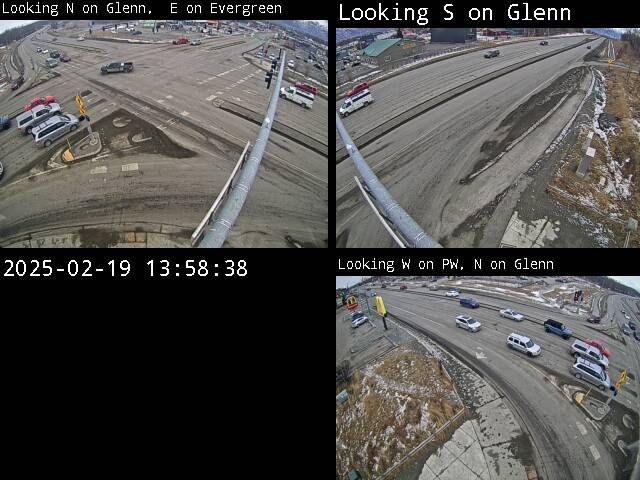 Looking N on Glenn, E on Evergreen
Looking S on Glenn
2025-02-19 13:58:38
Looking W on PW, N on Glenn